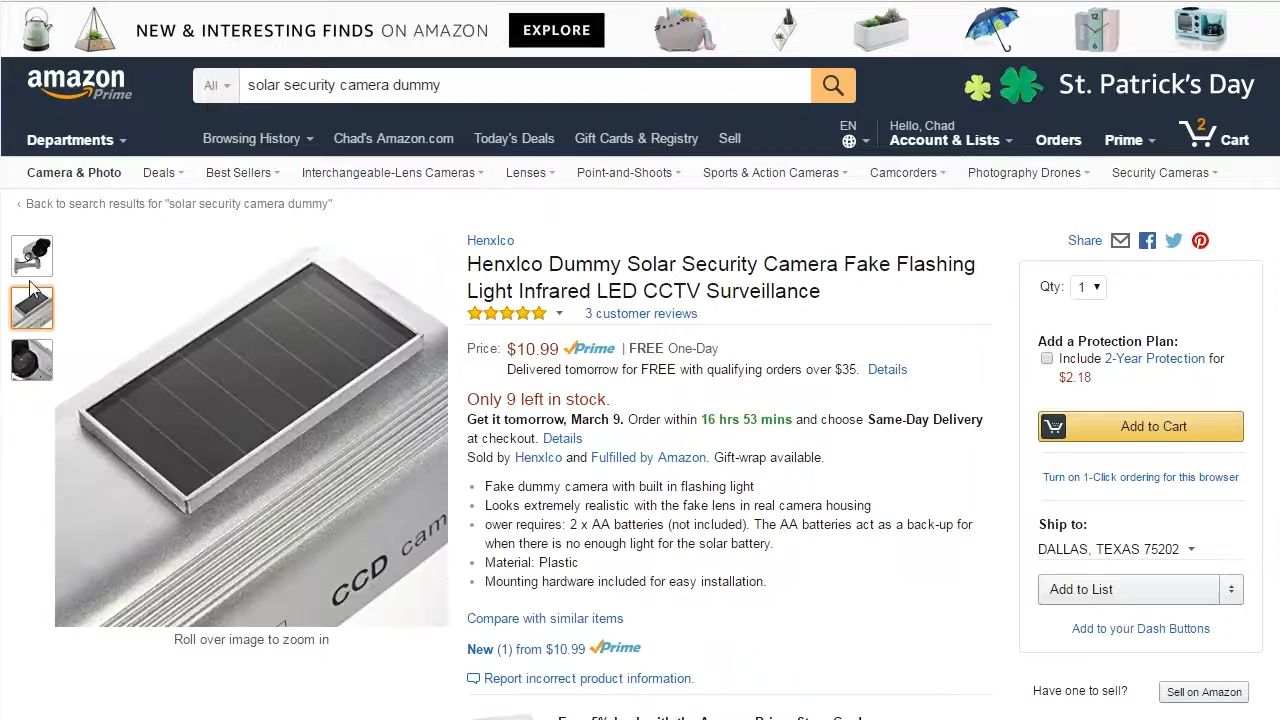 NEW & INTERESTING FINDS ON AMAZON EXPLORE
amazon Prime
All solar security camera dummy
St. Patrick's Day
Departments
Browsing History Chad's Amazon.com Today's Deals Gift Cards & Registry Sell
EN
Hello, Chad
Account & Lists Orders Prime 2 Cart
Camera & Photo Deals Best Sellers Interchangeable-Lens Cameras Lenses Point-and-Shoots Sports & Action Cameras Camcorders Photography Drones Security Cameras
‹ Back to search results for "solar security camera dummy"
CCD cam
Roll over image to zoom in
Henxlco
Henxlco Dummy Solar Security Camera Fake Flashing
Light Infrared LED CCTV Surveillance
3 customer reviews
Price: $10.99 Prime | FREE One-Day
Delivered tomorrow for FREE with qualifying orders over $35. Details
Only 9 left in stock.
Get it tomorrow, March 9. Order within 16 hrs 53 mins and choose Same-Day Delivery
at checkout. Details
Sold by Henxlco and Fulfilled by Amazon. Gift-wrap available.
Fake dummy camera with built in flashing light
Looks extremely realistic with the fake lens in real camera housing
ower requires: 2 x AA batteries (not included). The AA batteries act as a back-up for
when there is no enough light for the solar battery.
Material: Plastic
Mounting hardware included for easy installation.
Compare with similar items
New (1) from $10.99 Prime
Report incorrect product information.
Share
Qty: 1
Add a Protection Plan:
Include 2-Year Protection for
$2.18
Add to Cart
Turn on 1-Click ordering for this browser
Ship to:
DALLAS, TEXAS 75202
Add to List
Add to your Dash Buttons
Have one to sell? Sell on Amazon